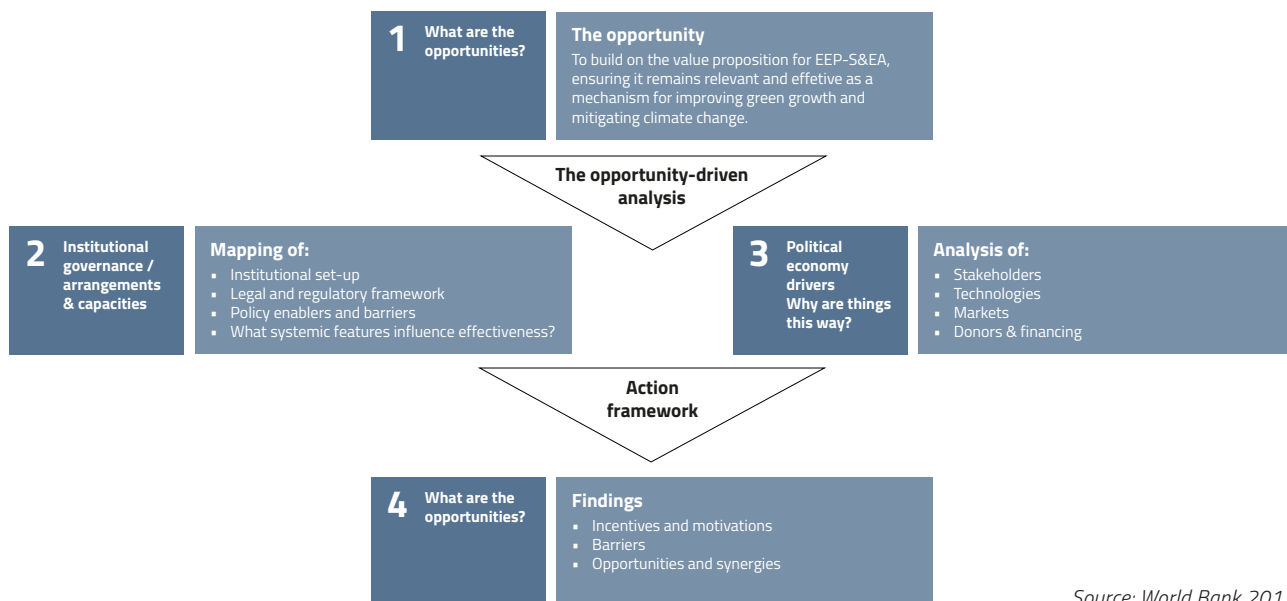 1
What are the
opportunities?
The opportunity
To build on the value proposition for EEP-S&EA,
ensuring it remains relevant and effetive as a
mechanism for improving green growth and
mitigating climate change.
The opportunity-driven
analysis
2
Institutional
governance /
arrangements
& capacities
Mapping of:
▪ Institutional set-up
▪ Legal and regulatory framework
▪ Policy enablers and barriers
▪ What systemic features influence effectiveness?
3
Political
economy
drivers
Why are things
this way?
Analysis of:
▪ Stakeholders
▪ Technologies
▪ Markets
▪ Donors & financing
Action
framework
4
What are the
opportunities?
Findings
▪ Incentives and motivations
▪ Barriers
▪ Opportunities and synergies
Source: World Bank 201